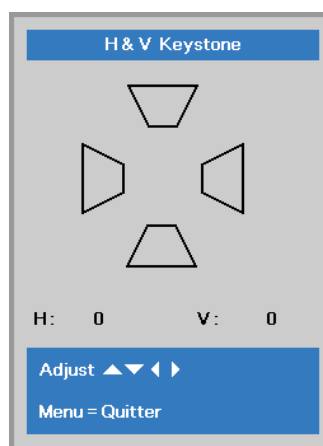 H & V Keystone
H: 0 V: 0
Adjust ▲▼◀▶
Menu = Quitter